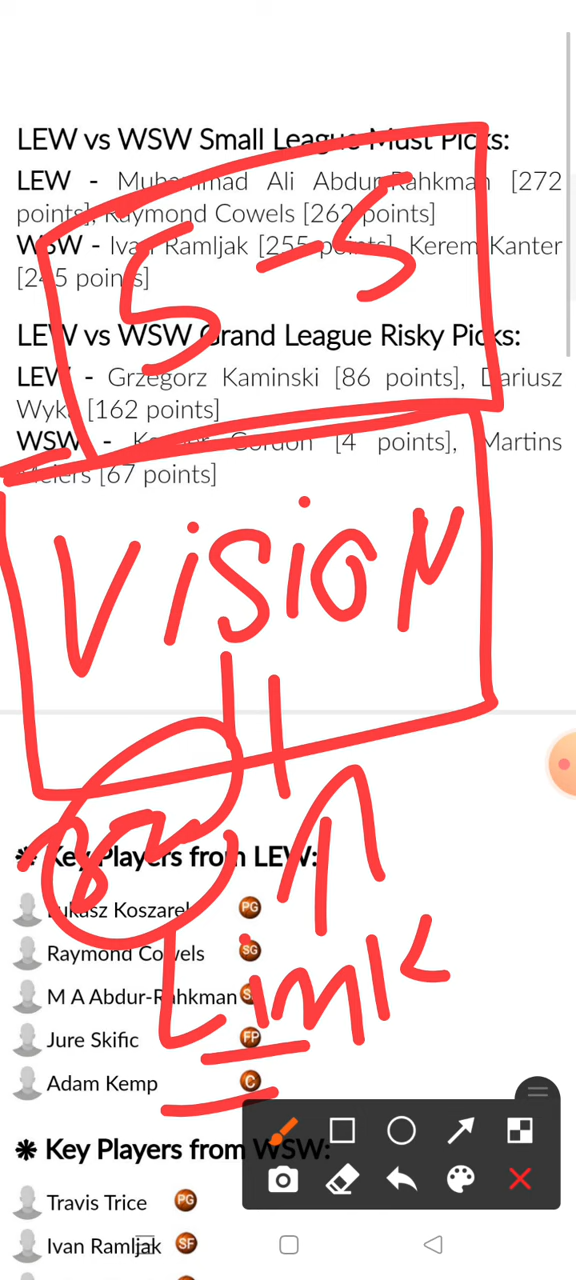 LEW vs WSW Small League Must Picks:
LEW - Muhammad Ali Abdur-Rahkman [272
points], Raymond Cowels [262 points]
WSW - Ivan Ramljak [255 points], Kerem Kanter
[245 points]
5-5
LEW vs WSW Grand League Risky Picks:
LEW - Grzegorz Kaminski [86 points], Dariusz
Wyka [162 points]
WSW - Gordon [4 points], Martins
Meiers [67 points]
VISION
11
✽ Key Players from LEW:
Lukasz Koszarek PG
Raymond Cowels SG
M A Abdur-Rahkman S
Jure Skific FP
Adam Kemp C
Link
✽ Key Players from WSW:
Travis Trice PG
Ivan Ramljak SF